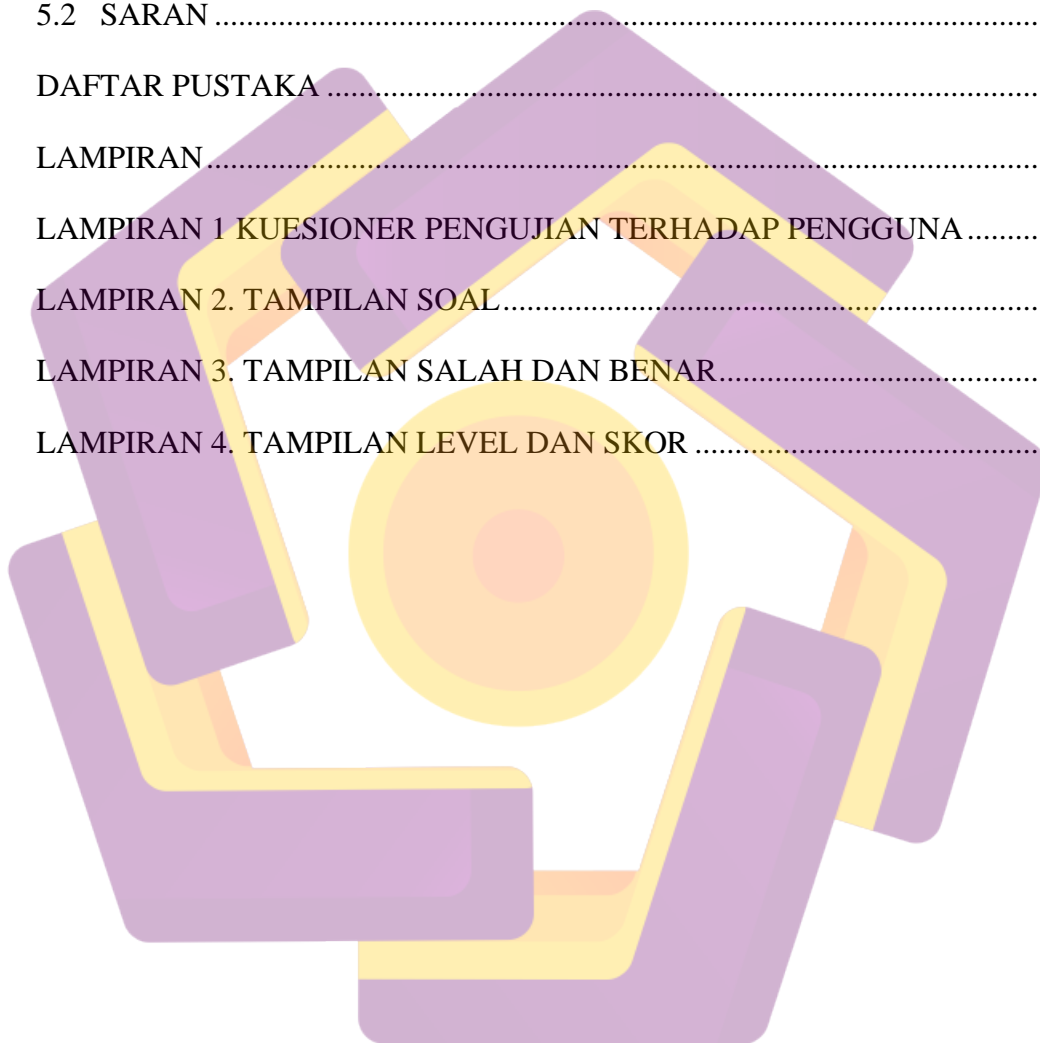 5.2 SARAN ........................................................................................................
DAFTAR PUSTAKA ..........................................................................................
LAMPIRAN.........................................................................................................
LAMPIRAN 1 KUESIONER PENGUJIAN TERHADAP PENGGUNA .........
LAMPIRAN 2. TAMPILAN SOAL....................................................................
LAMPIRAN 3. TAMPILAN SALAH DAN BENAR........................................
LAMPIRAN 4. TAMPILAN LEVEL DAN SKOR ...........................................